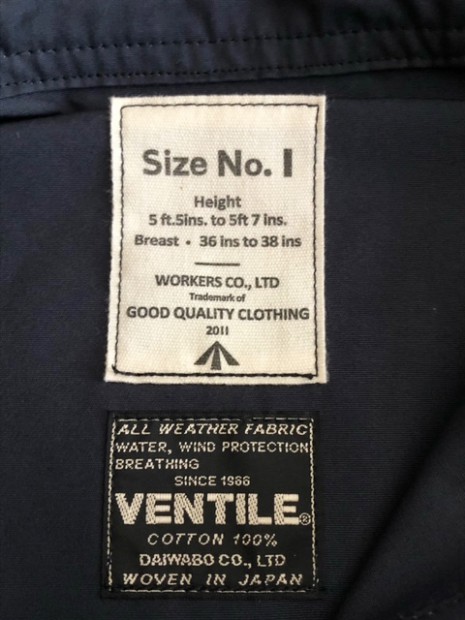 Size No. 1
Height
5 ft.5ins. to 5ft 7 ins.
Breast • 36 ins to 38 ins
WORKERS CO., LTD
Trademark of
GOOD QUALITY CLOTHING
2011
ALL WEATHER FABRIC
WATER, WIND PROTECTION
BREATHING
SINCE 1966
VENTILE®
COTTON 100%
DAIWABO CO., LTD
WOVEN IN JAPAN